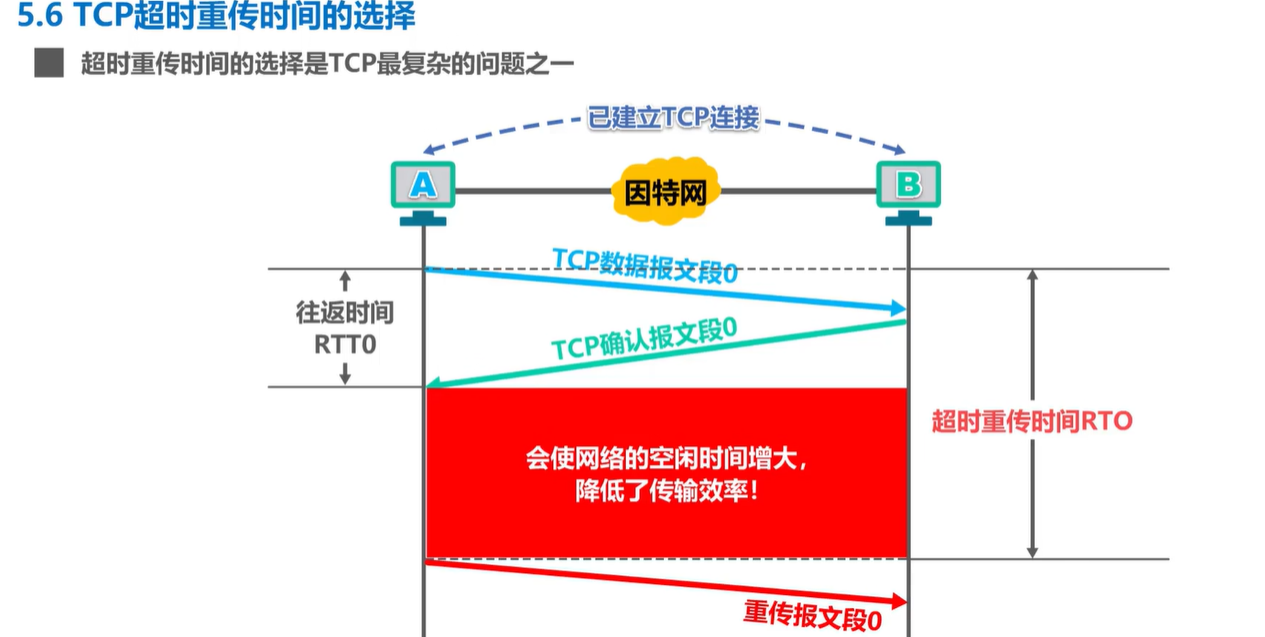 5.6 TCP超时重传时间的选择
超时重传时间的选择是TCP最复杂的问题之一
已建立TCP连接
A
因特网
B
TCP数据报文段0
往返时间
RTT0
TCP确认报文段0
超时重传时间RTO
会使网络的空闲时间增大，
降低了传输效率！
重传报文段0